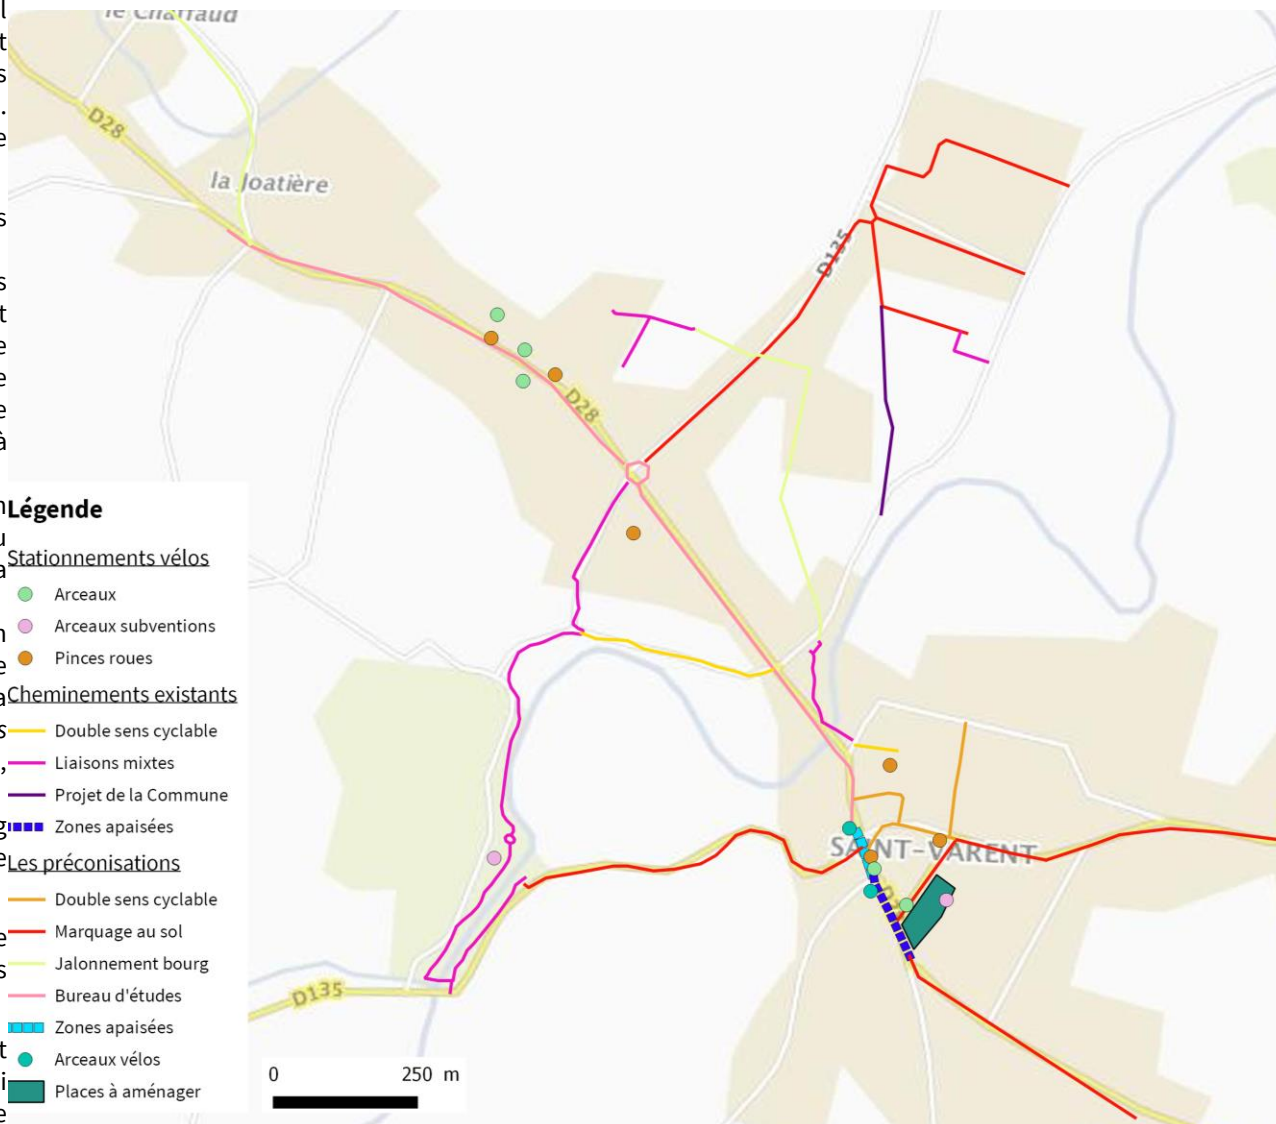 le Chaffaud
D28
la Joatière
D135
D28
Légende
Stationnements vélos
Arceaux
Arceaux subventions
Pinces roues
Cheminements existants
Double sens cyclable
Liaisons mixtes
Projet de la Commune
Zones apaisées
Les préconisations
Double sens cyclable
Marquage au sol
Jalonnement bourg
Bureau d'études
Zones apaisées
Arceaux vélos
Places à aménager
SAINT-VARENT
D135
0 250 m